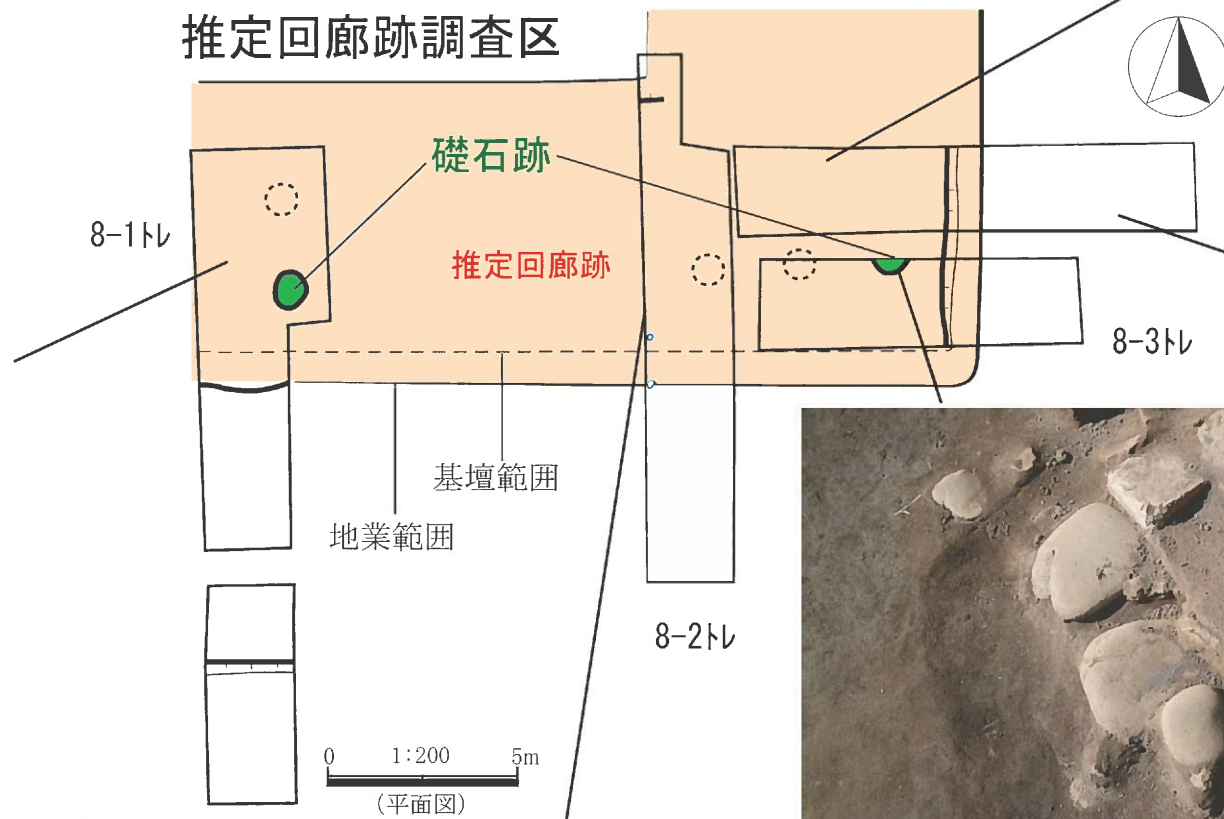 推定回廊跡調査区
礎石跡
8-1トレ
推定回廊跡
8-3トレ
基壇範囲
地業範囲
8-2トレ
0 1:200 5m
(平面図)